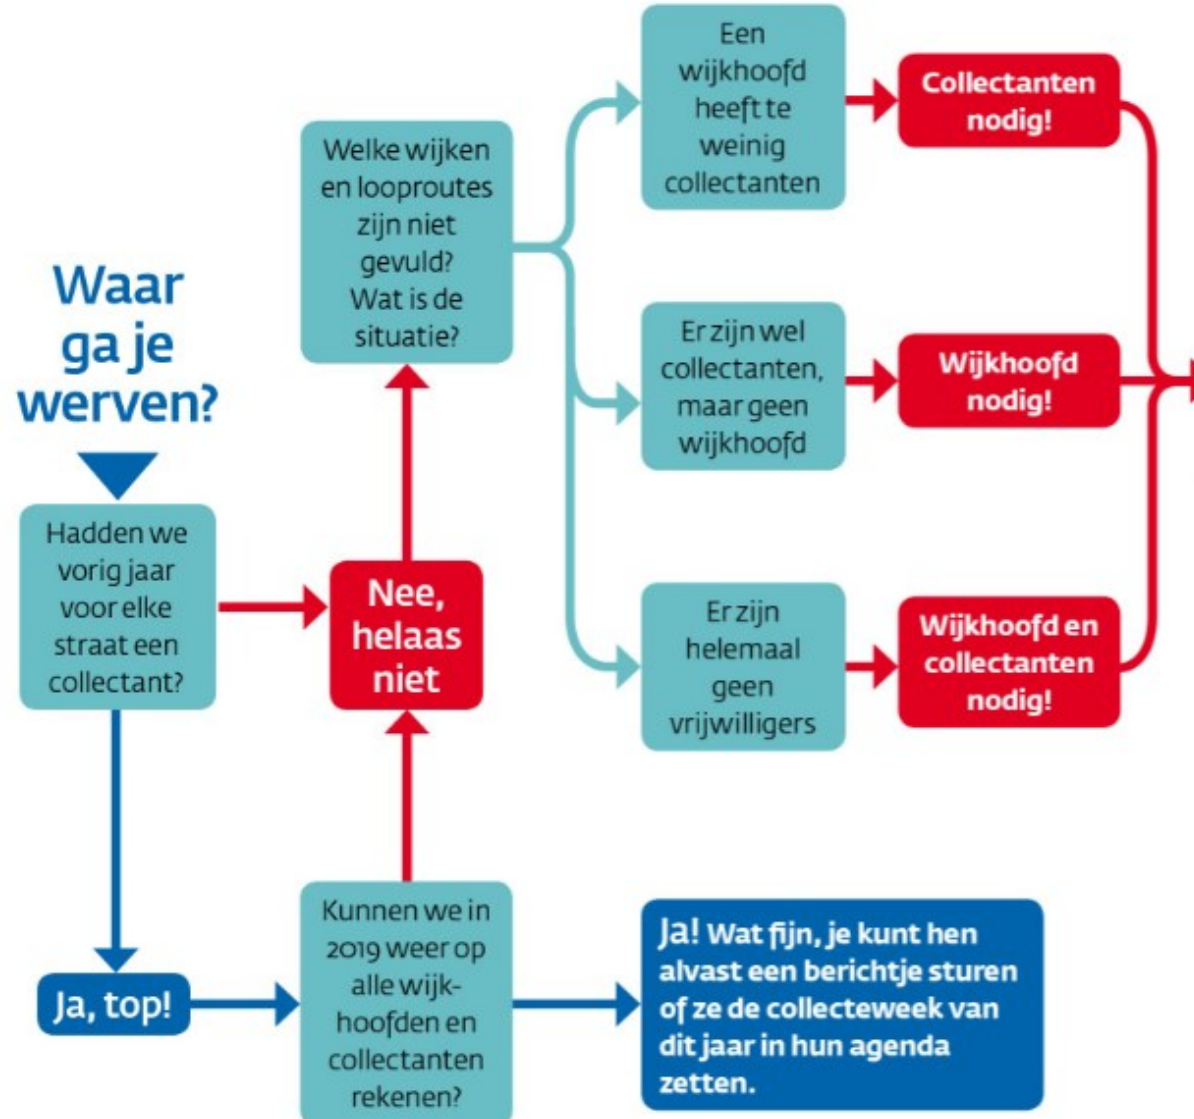 Waar
ga je
werven?
Hadden we
vorig jaar
voor elke
straat een
collectant?
Ja, top!
Nee,
helaas
niet
Kunnen we in
2019 weer op
alle wijk-
hoofden en
collectanten
rekenen?
Ja! Wat fijn, je kunt hen
alvast een berichtje sturen
of ze de collecteweek van
dit jaar in hun agenda
zetten.
Welke wijken
en looproutes
zijn niet
gevuld?
Wat is de
situatie?
Een
wijkhoofd
heeft te
weinig
collectanten
Collectanten
nodig!
Er zijn wel
collectanten,
maar geen
wijkhoofd
Wijkhoofd
nodig!
Er zijn
helemaal
geen
vrijwilligers
Wijkhoofd en
collectanten
nodig!